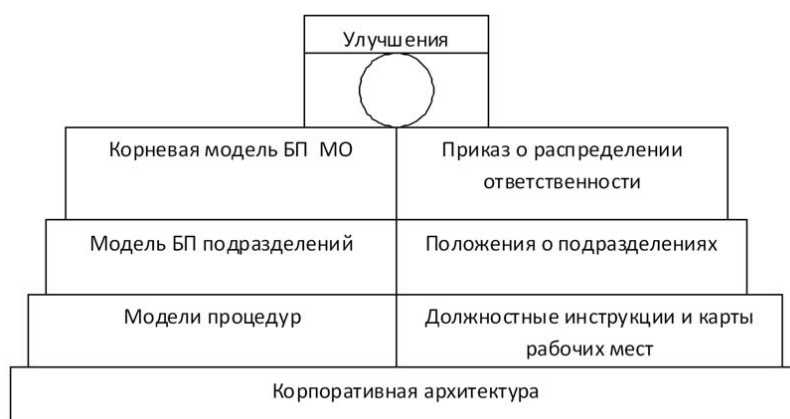 Улучшения
Корневая модель БП МО
Приказ о распределении
ответственности
Модель БП подразделений
Положения о подразделениях
Модели процедур
Должностные инструкции и карты
рабочих мест
Корпоративная архитектура